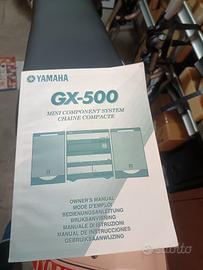 YAMAHA
GX-500
MINI COMPONENT SYSTEM
CHAINE COMPACTE
OWNER'S MANUAL
MODE D'EMPLOI
BEDIENUNGSANLEITUNG
BRUKSANVISNING
MANUALE DI ISTRUZIONI
MANUAL DE INSTRUCCIONES
GEBRUIKSAANWIJZING
subito